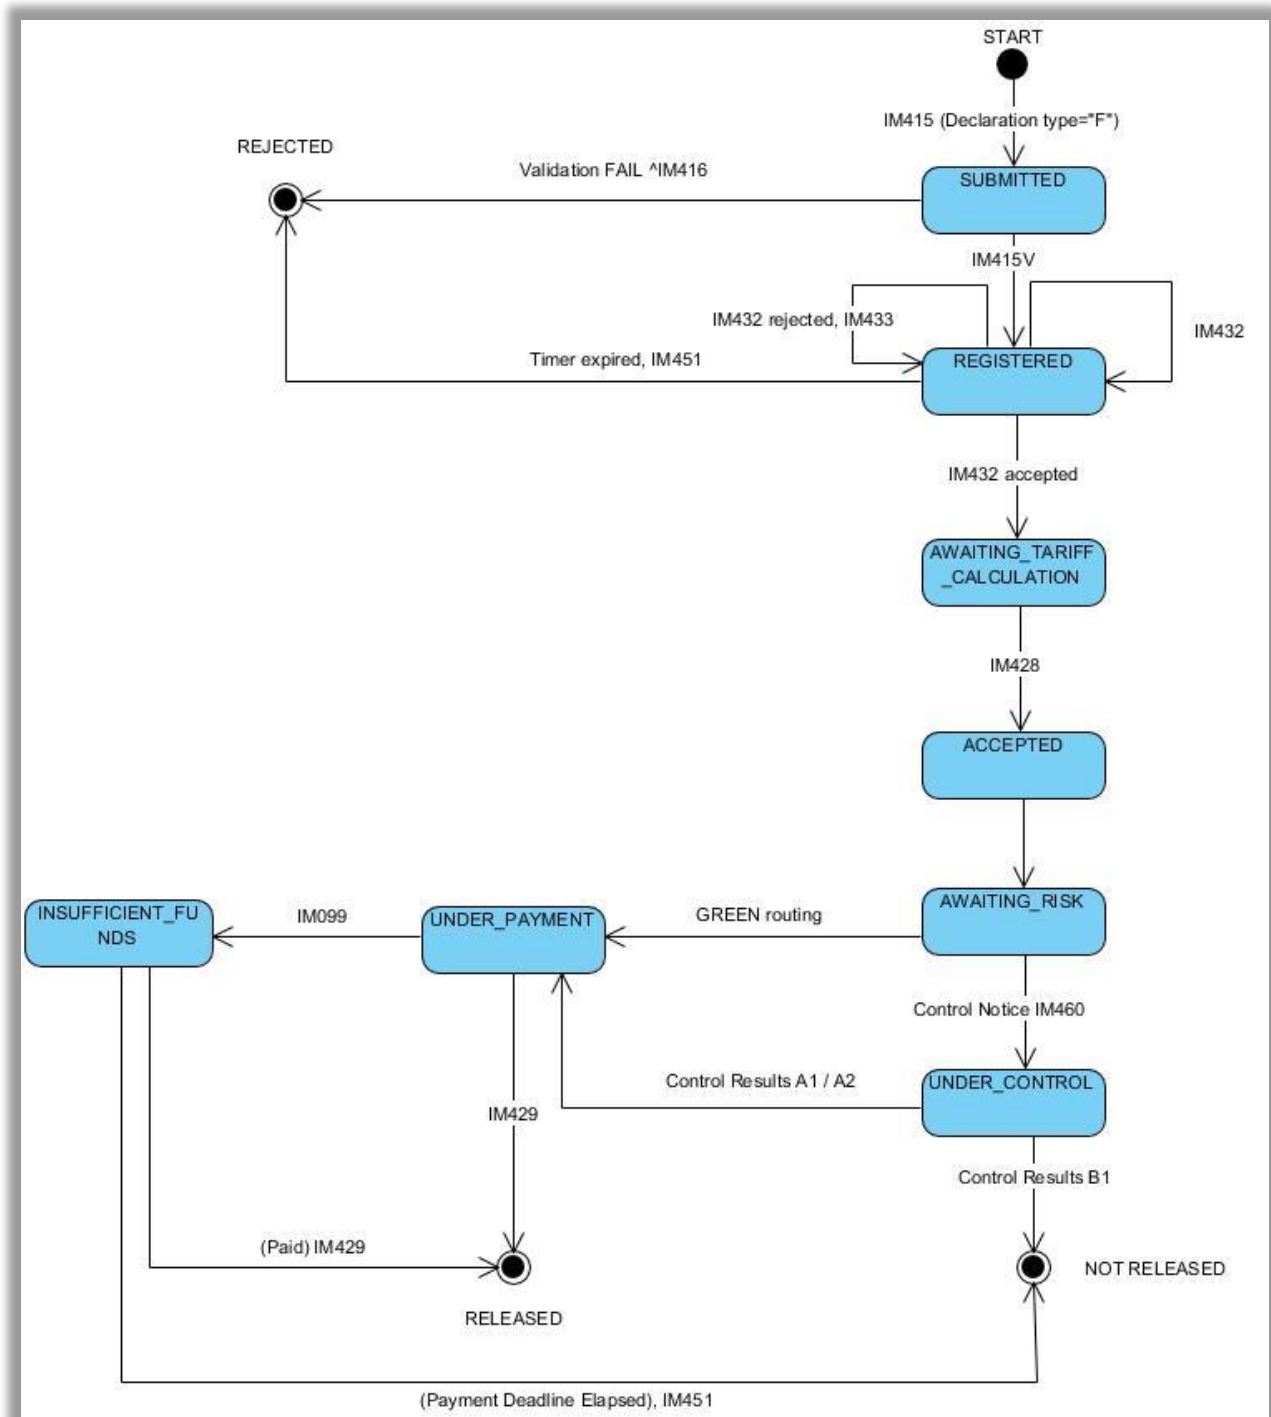 START
IM415 (Declaration type="F")
REJECTED
Validation FAIL ^IM416
SUBMITTED
IM415V
IM432 rejected, IM433
IM432
Timer expired, IM451
REGISTERED
IM432 accepted
AWAITING_TARIFF
_CALCULATION
IM428
ACCEPTED
AWAITING_RISK
GREEN routing
UNDER_PAYMENT
IM099
INSUFFICIENT_FU
NDS
Control Notice IM460
UNDER_CONTROL
Control Results A1 / A2
IM429
Control Results B1
(Paid) IM429
NOT RELEASED
RELEASED
(Payment Deadline Elapsed), IM451